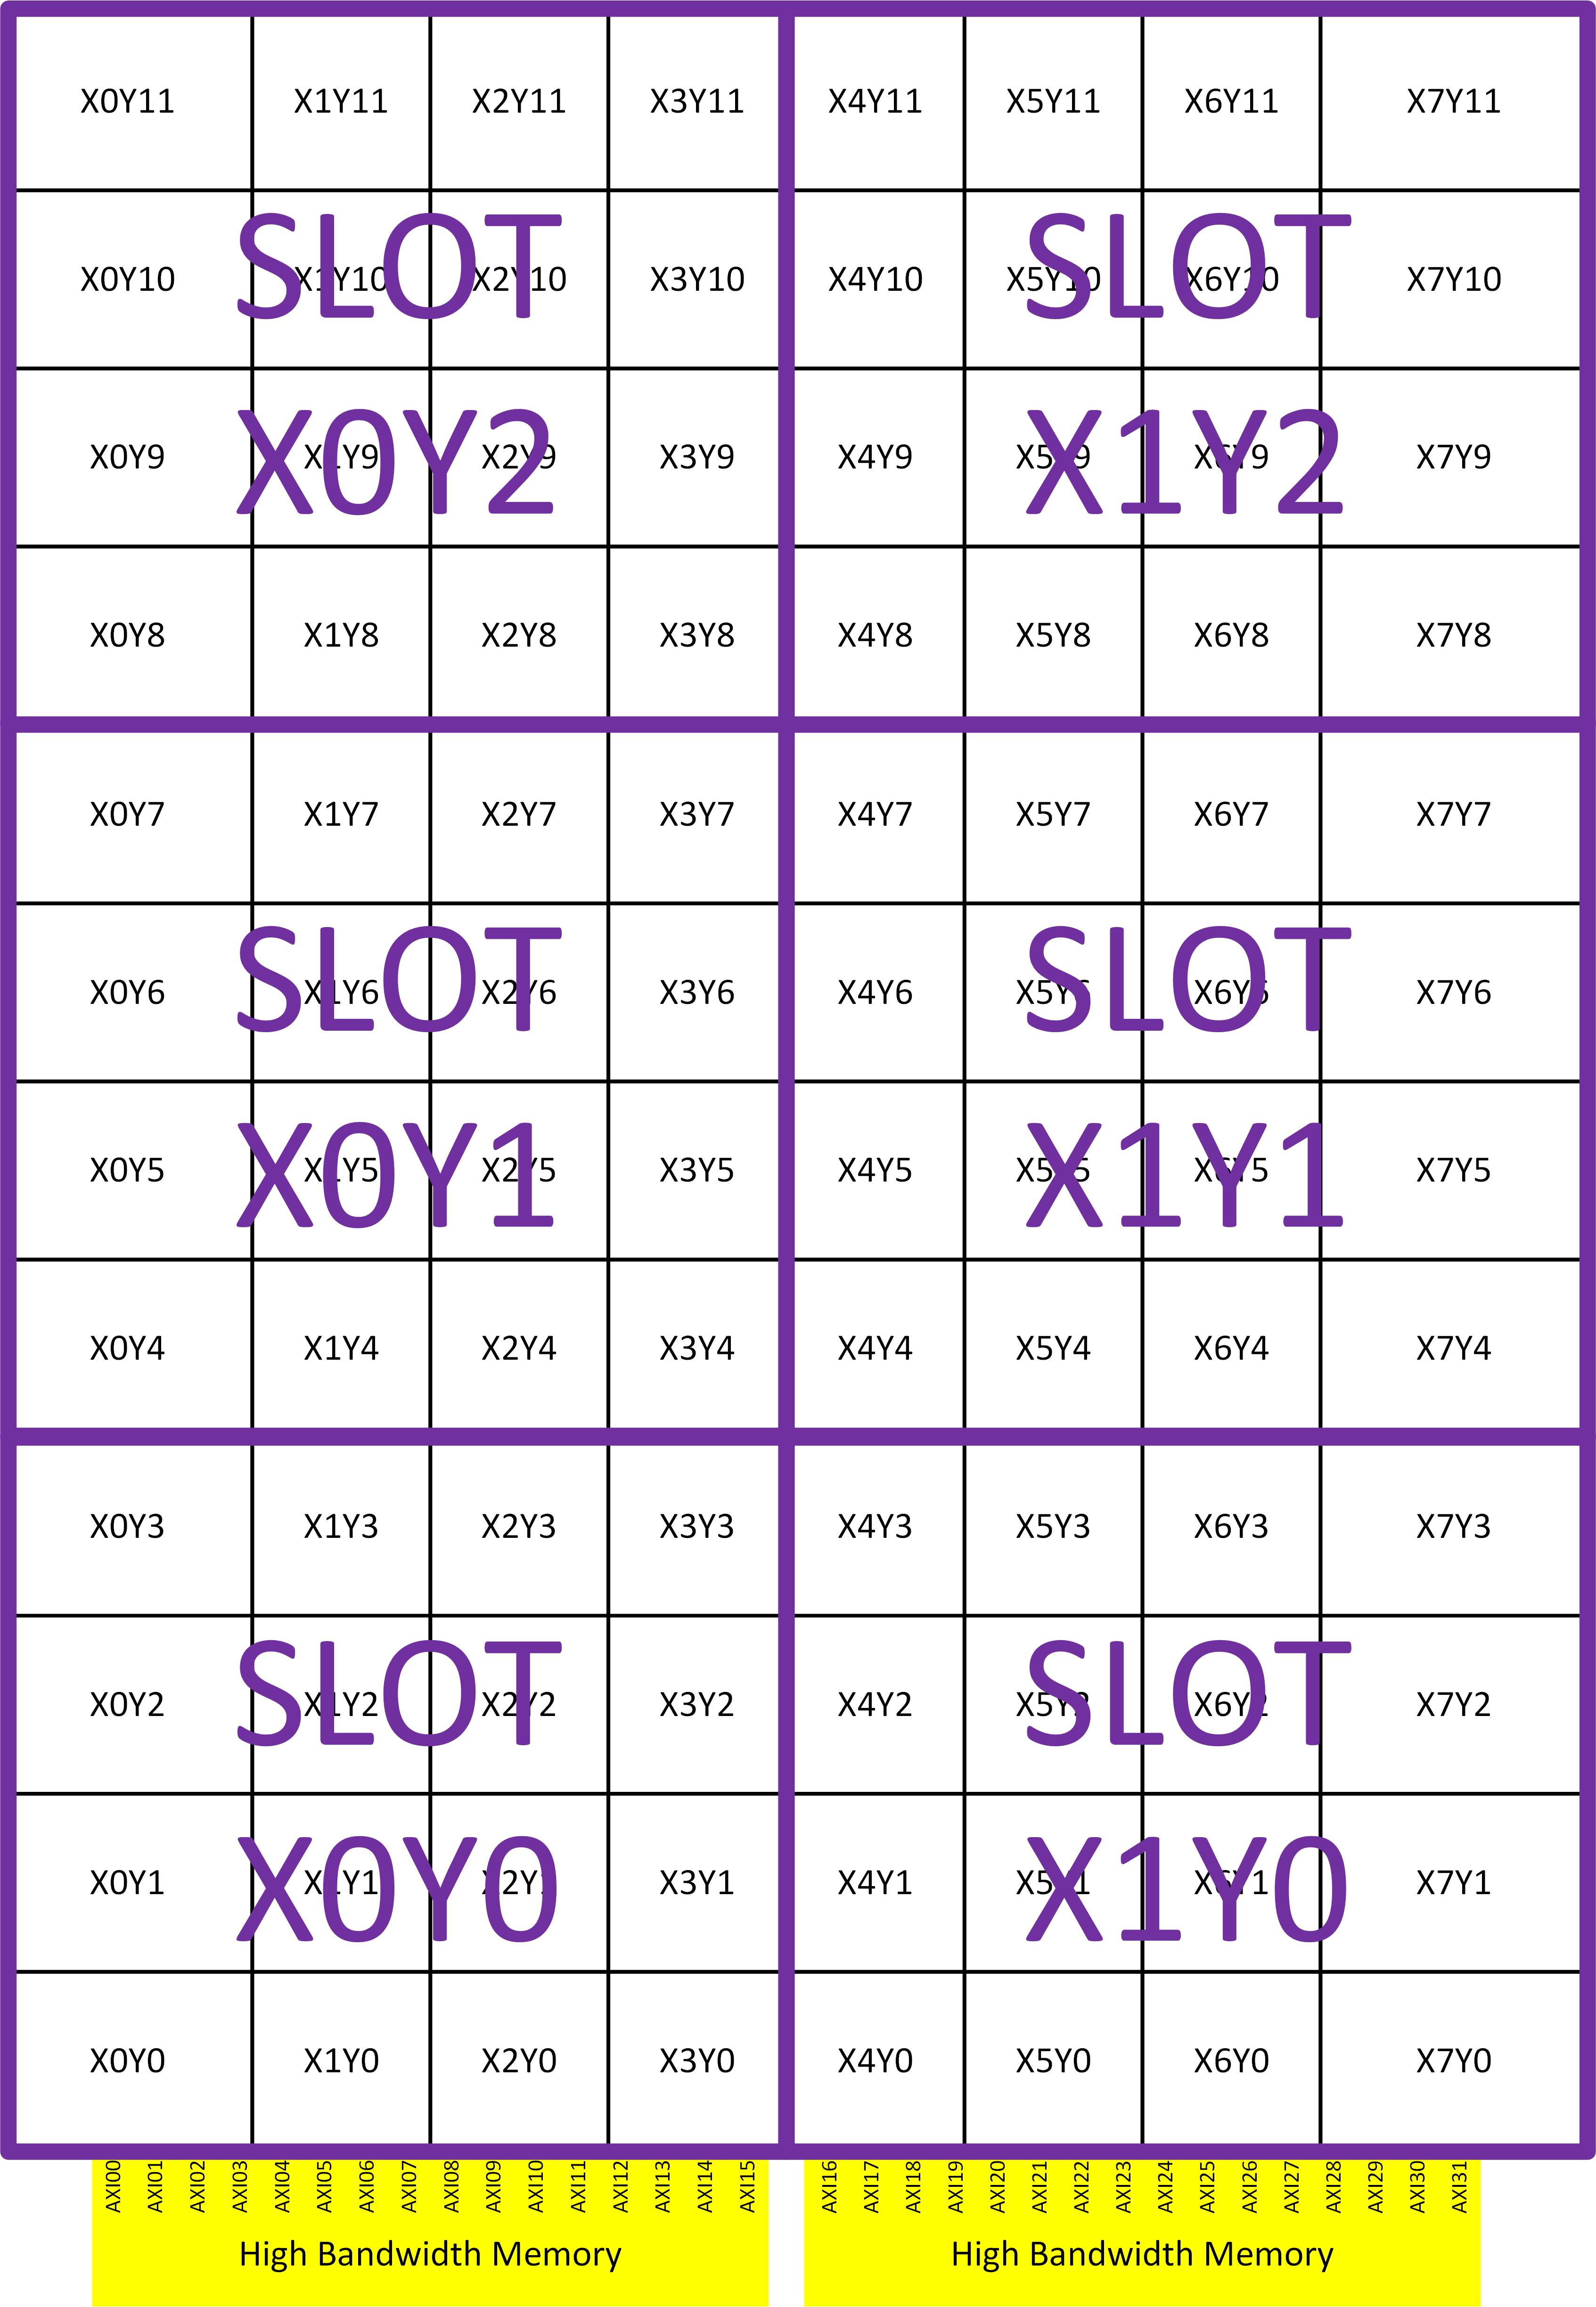 X0Y11 X1Y11 X2Y11 X3Y11 X4Y11 X5Y11 X6Y11 X7Y11
X0Y10 X1Y10 X2Y10 X3Y10 X4Y10 X5Y10 X6Y10 X7Y10
SLOT SLOT
X0Y9 X1Y9 X2Y9 X3Y9 X4Y9 X5Y9 X6Y9 X7Y9
X0Y2 X1Y2
X0Y8 X1Y8 X2Y8 X3Y8 X4Y8 X5Y8 X6Y8 X7Y8
X0Y7 X1Y7 X2Y7 X3Y7 X4Y7 X5Y7 X6Y7 X7Y7
X0Y6 X1Y6 X2Y6 X3Y6 X4Y6 X5Y6 X6Y6 X7Y6
SLOT SLOT
X0Y5 X1Y5 X2Y5 X3Y5 X4Y5 X5Y5 X6Y5 X7Y5
X0Y1 X1Y1
X0Y4 X1Y4 X2Y4 X3Y4 X4Y4 X5Y4 X6Y4 X7Y4
X0Y3 X1Y3 X2Y3 X3Y3 X4Y3 X5Y3 X6Y3 X7Y3
X0Y2 X1Y2 X2Y2 X3Y2 X4Y2 X5Y2 X6Y2 X7Y2
SLOT SLOT
X0Y1 X1Y1 X2Y1 X3Y1 X4Y1 X5Y1 X6Y1 X7Y1
X0Y0 X1Y0
X0Y0 X1Y0 X2Y0 X3Y0 X4Y0 X5Y0 X6Y0 X7Y0
AXI00 AXI01 AXI02 AXI03 AXI04 AXI05 AXI06 AXI07 AXI08 AXI09 AXI10 AXI11 AXI12 AXI13 AXI14 AXI15 AXI16 AXI17 AXI18 AXI19 AXI20 AXI21 AXI22 AXI23 AXI24 AXI25 AXI26 AXI27 AXI28 AXI29 AXI30 AXI31
High Bandwidth Memory High Bandwidth Memory